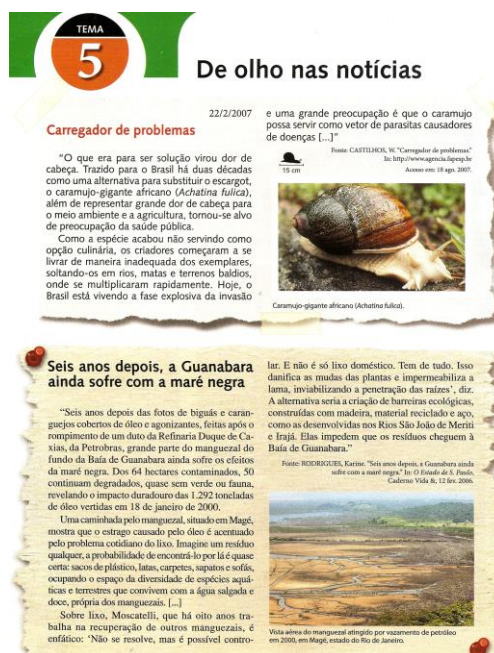 TEMA
5
De olho nas notícias
22/2/2007
Carregador de problemas
"O que era para ser solução virou dor de
cabeça. Trazido para o Brasil há duas décadas
como uma alternativa para substituir o escargot,
o caramujo-gigante africano (Achatina fulica),
além de representar grande dor de cabeça para
o meio ambiente e a agricultura, tornou-se alvo
de preocupação da saúde pública.
Como a espécie acabou não servindo como
opção culinária, os criadores começaram a se
livrar de maneira inadequada dos exemplares,
soltando-os em rios, matas e terrenos baldios,
onde se multiplicaram rapidamente. Hoje, o
Brasil está vivendo a fase explosiva da invasão
e uma grande preocupação é que o caramujo
possa servir como vetor de parasitas causadores
de doenças [...]"
Fonte: CASTILHOS, W. "Carregador de problemas."
In: http://www.agencia.fapesp.br
Acesso em: 18 ago. 2007.
15 cm
Caramujo-gigante africano (Achatina fulica).
Seis anos depois, a Guanabara
ainda sofre com a maré negra
"Seis anos depois das fotos de biguás e caran-
guejos cobertos de óleo e agonizantes, feitas após o
rompimento de um duto da Refinaria Duque de Ca-
xias, da Petrobras, grande parte do manguezal do
fundo da Baía de Guanabara ainda sofre os efeitos
da maré negra. Dos 64 hectares contaminados, 50
continuam degradados, quase sem verde ou fauna,
revelando o impacto duradouro das 1.292 toneladas
de óleo vertidas em 18 de janeiro de 2000.
Uma caminhada pelo manguezal, situado em Magé,
mostra que o estrago causado pelo óleo é acentuado
pelo problema cotidiano do lixo. Imagine um resíduo
qualquer, a probabilidade de encontrá-lo por lá é quase
certa: sacos de plástico, latas, carpetes, sapatos e sofás,
ocupando o espaço da diversidade de espécies aquá-
ticas e terrestres que convivem com a água salgada e
doce, própria dos manguezais. [...]
Sobre lixo, Moscatelli, que há oito anos tra-
balha na recuperação de outros manguezais, é
enfático: 'Não se resolve, mas é possível contro-
lar. E não é só lixo doméstico. Tem de tudo. Isso
danifica as mudas das plantas e impermeabiliza a
lama, inviabilizando a penetração das raízes', diz.
A alternativa seria a criação de barreiras ecológicas,
construídas com madeira, material reciclado e aço,
como as desenvolvidas nos Rios São João de Meriti
e Irajá. Elas impedem que os resíduos cheguem à
Baía de Guanabara."
Fonte: RODRIGUES, Karine. "Seis anos depois, a Guanabara ainda
sofre com a maré negra." In: O Estado de S. Paulo,
Caderno Vida &, 12 fev. 2006.
Vista aérea do manguezal atingido por vazamento de petróleo
em 2000, em Magé, estado do Rio de Janeiro.